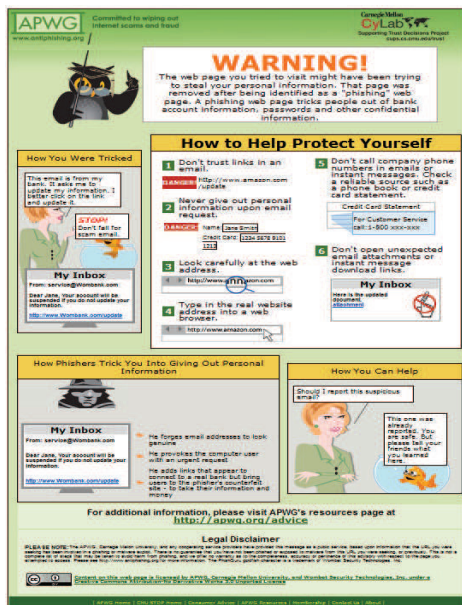 APWG
www.antiphishing.org
Committed to wiping out
Internet scams and fraud
Carnegie Mellon
CyLab
Supporting Trust Decisions Project
cups.cs.cmu.edu/trust
WARNING!
The web page you tried to visit might have been trying
to steal your personal information. That page was
removed after being identified as a "phishing" web
page. A phishing web page tricks people out of bank
account information, passwords and other confidential
information.
How You Were Tricked
This email is from my
bank. It asks me to
update my information. I
better click on the link
and update it.
STOP!
Don't fall for
scam email.
My Inbox
From: service@Wombank.com
Dear Jane, Your account will be
suspended if you do not update your
information.
http://www.Wombank.com/update
How to Help Protect Yourself
1 Don't trust links in an
email.
DANGER! http://www.amazon.com
/update
2 Never give out personal
information upon email
request.
DANGER! Name: Jane Smith
Credit Card: 1234 5678 9101
1213
3 Look carefully at the web
address.
http://www.annazon.com
4 Type in the real website
address into a web
browser.
http://www.amazon.com
5 Don't call company phone
numbers in emails or
instant messages. Check
a reliable source such as
a phone book or credit
card statement.
Credit Card Statement
For Customer Service
call:1-800 xxx-xxx
6 Don't open unexpected
email attachments or
instant message
download links.
My Inbox
Here is the updated
document.
attachment
How Phishers Trick You Into Giving Out Personal
Information
My Inbox
From: service@Wombank.com
Dear Jane, Your account will be
suspended if you do not update your
information.
http://www.Wombank.com/update
He forges email addresses to look
genuine
He provokes the computer user
with an urgent request
He adds links that appear to
connect to a real bank but bring
users to the phisher's counterfeit
site - to take their information and
money
How You Can Help
Should I report this suspicious
email?
This one was
already
reported. You
are safe. But
please tell your
friends what
you learned
here.
For additional information, please visit APWG's resources page at
http://apwg.org/advice
Legal Disclaimer
Content on this web page is licensed by APWG, Carnegie Mellon University, and Wombat Security Technologies, Inc. under a
Creative Commons Attribution-No Derivative Works 3.0 Unported License